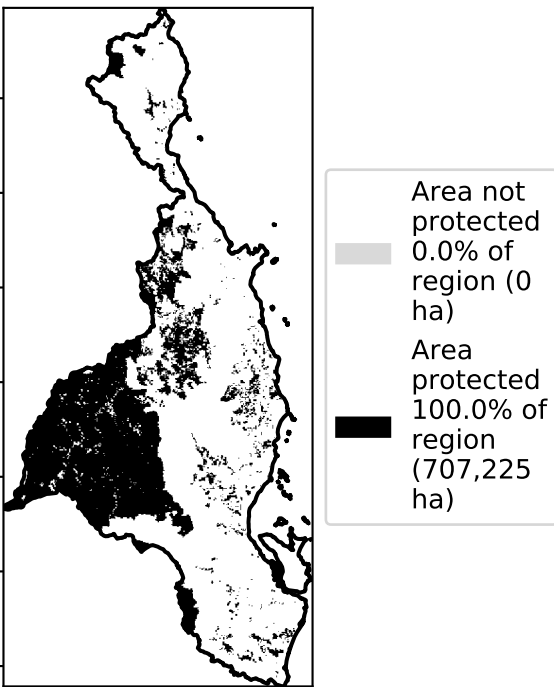 Area not
protected
0.0% of
region (0
ha)
Area
protected
100.0% of
region
(707,225
ha)